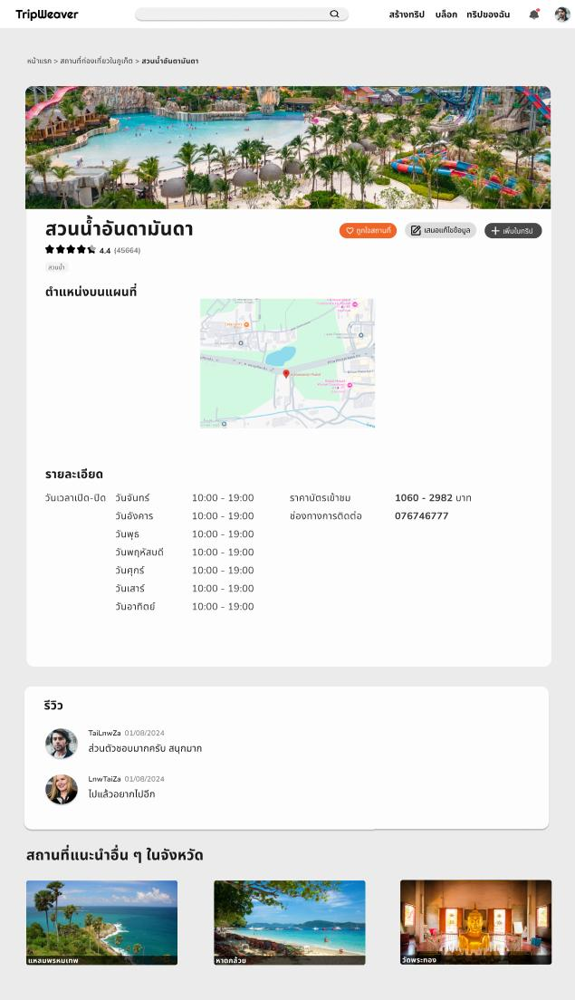 TripWeaver
สร้างทริป บล็อก ทริปของฉัน
หน้าแรก > สถานที่ท่องเที่ยวในภูเก็ต > สวนน้ำอันดามันดา
สวนน้ำอันดามันดา
ถูกใจสถานที่ เสนอแก้ไขข้อมูล เพิ่มในทริป
4.4 (45664)
สวนน้ำ
ตำแหน่งบนแผนที่
รายละเอียด
วันเวลาเปิด-ปิด วันจันทร์ 10:00 - 19:00 ราคาบัตรเข้าชม 1060 - 2982 บาท
วันอังคาร 10:00 - 19:00 ช่องทางการติดต่อ 076746777
วันพุธ 10:00 - 19:00
วันพฤหัสบดี 10:00 - 19:00
วันศุกร์ 10:00 - 19:00
วันเสาร์ 10:00 - 19:00
วันอาทิตย์ 10:00 - 19:00
รีวิว
TaiLnwZa 01/08/2024
ส่วนตัวชอบมากครับ สนุกมาก
LnwTaiZa 01/08/2024
ไปแล้วอยากไปอีก
สถานที่แนะนำอื่น ๆ ในจังหวัด
แหลมพรหมเทพ หาดกล้วย วัดพระทอง